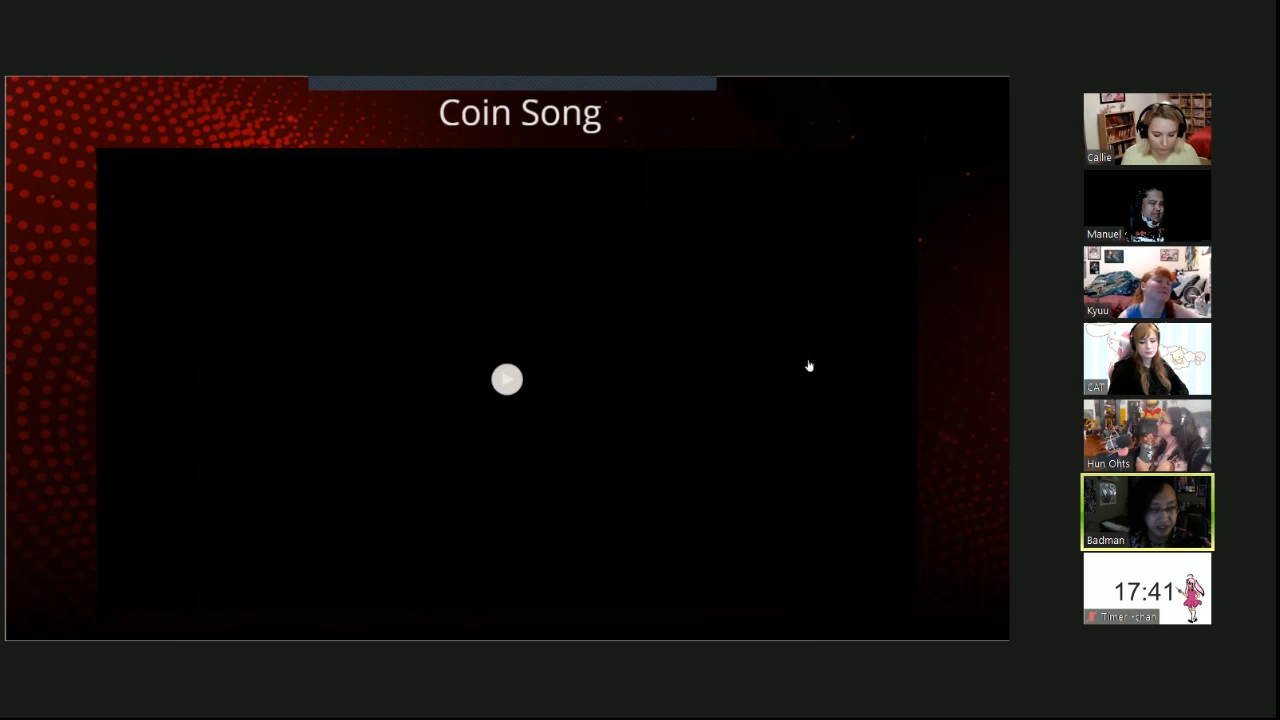 Coin Song
Callie
Manuel
Kyuu
CAT
Hun Ohts
Badman
17:41
Timer -chan